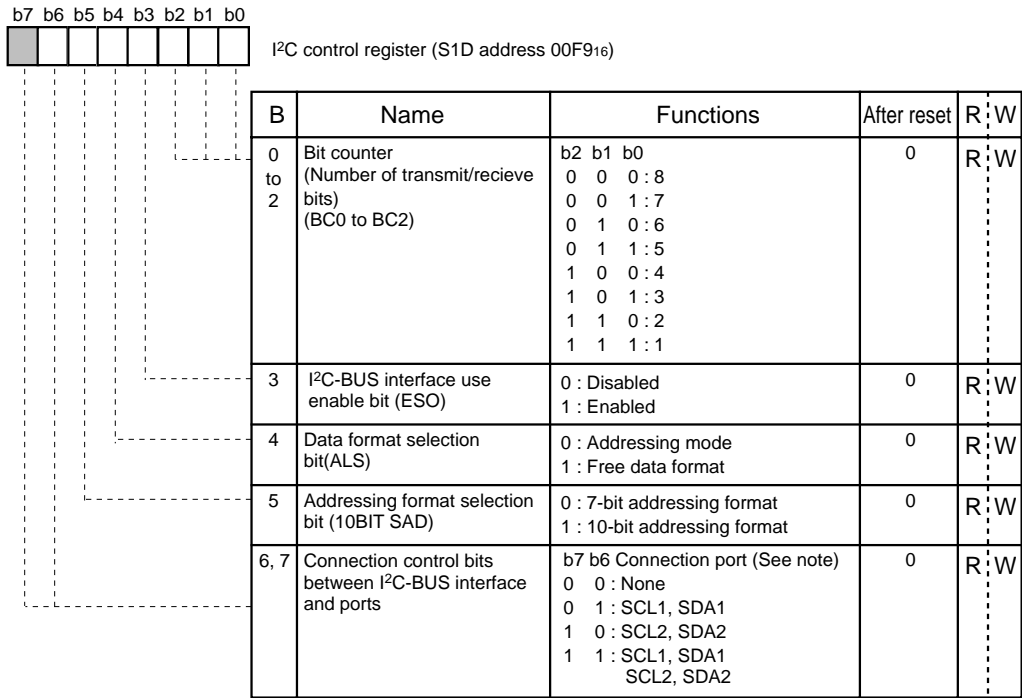 b7 b6 b5 b4 b3 b2 b1 b0
I2C control register (S1D address 00F916)
B Name Functions After reset R W
0 to 2
Bit counter
(Number of transmit/recieve
bits)
(BC0 to BC2)
b2 b1 b0
0 0 0 : 8
0 0 1 : 7
0 1 0 : 6
0 1 1 : 5
1 0 0 : 4
1 0 1 : 3
1 1 0 : 2
1 1 1 : 1
0
R W
3
I2C-BUS interface use
enable bit (ESO)
0 : Disabled
1 : Enabled
0
R W
4
Data format selection
bit(ALS)
0 : Addressing mode
1 : Free data format
0
R W
5
Addressing format selection
bit (10BIT SAD)
0 : 7-bit addressing format
1 : 10-bit addressing format
0
R W
6, 7
Connection control bits
between I2C-BUS interface
and ports
b7 b6 Connection port (See note)
0 0 : None
0 1 : SCL1, SDA1
1 0 : SCL2, SDA2
1 1 : SCL1, SDA1
SCL2, SDA2
0
R W